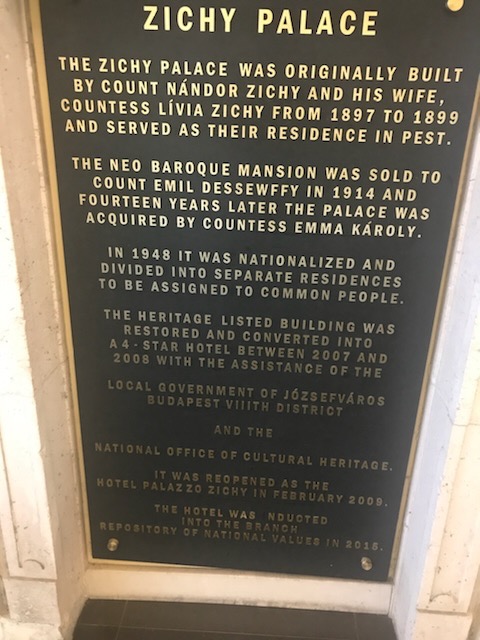 ZICHY PALACE
THE ZICHY PALACE WAS ORIGINALLY BUILT
BY COUNT NÁNDOR ZICHY AND HIS WIFE,
COUNTESS LÍVIA ZICHY FROM 1897 TO 1899
AND SERVED AS THEIR RESIDENCE IN PEST.
THE NEO BAROQUE MANSION WAS SOLD TO
COUNT EMIL DESSEWFFY IN 1914 AND
FOURTEEN YEARS LATER THE PALACE WAS
ACQUIRED BY COUNTESS EMMA KÁROLY.
IN 1948 IT WAS NATIONALIZED AND
DIVIDED INTO SEPARATE RESIDENCES
TO BE ASSIGNED TO COMMON PEOPLE.
THE HERITAGE LISTED BUILDING WAS
RESTORED AND CONVERTED INTO
A 4-STAR HOTEL BETWEEN 2007 AND
2008 WITH THE ASSISTANCE OF THE
LOCAL GOVERNMENT OF JÓZSEFVÁROS
BUDAPEST VIIITH DISTRICT
AND THE
NATIONAL OFFICE OF CULTURAL HERITAGE.
IT WAS REOPENED AS THE
HOTEL PALAZZO ZICHY IN FEBRUARY 2009.
THE HOTEL WAS NDUCTED
INTO THE BRANCH
REPOSITORY OF NATIONAL VALUES IN 2015.